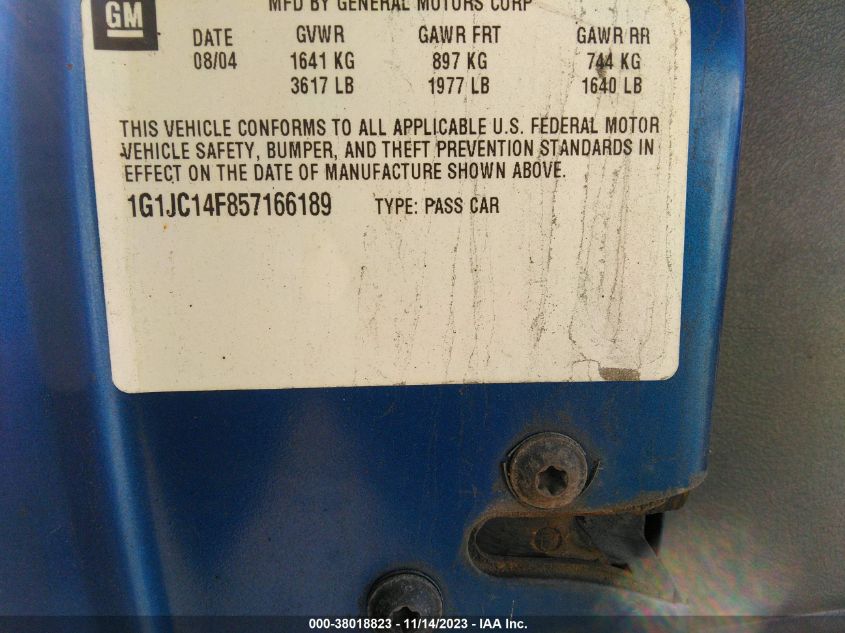 MFD BY GENERAL MOTORS CORP
GM
DATE GVWR GAWR FRT GAWR RR
08/04 1641 KG 897 KG 744 KG
3617 LB 1977 LB 1640 LB
THIS VEHICLE CONFORMS TO ALL APPLICABLE U.S. FEDERAL MOTOR
VEHICLE SAFETY, BUMPER, AND THEFT PREVENTION STANDARDS IN
EFFECT ON THE DATE OF MANUFACTURE SHOWN ABOVE.
1G1JC14F857166189 TYPE: PASS CAR
000-38018823 - 11/14/2023 - IAA Inc.